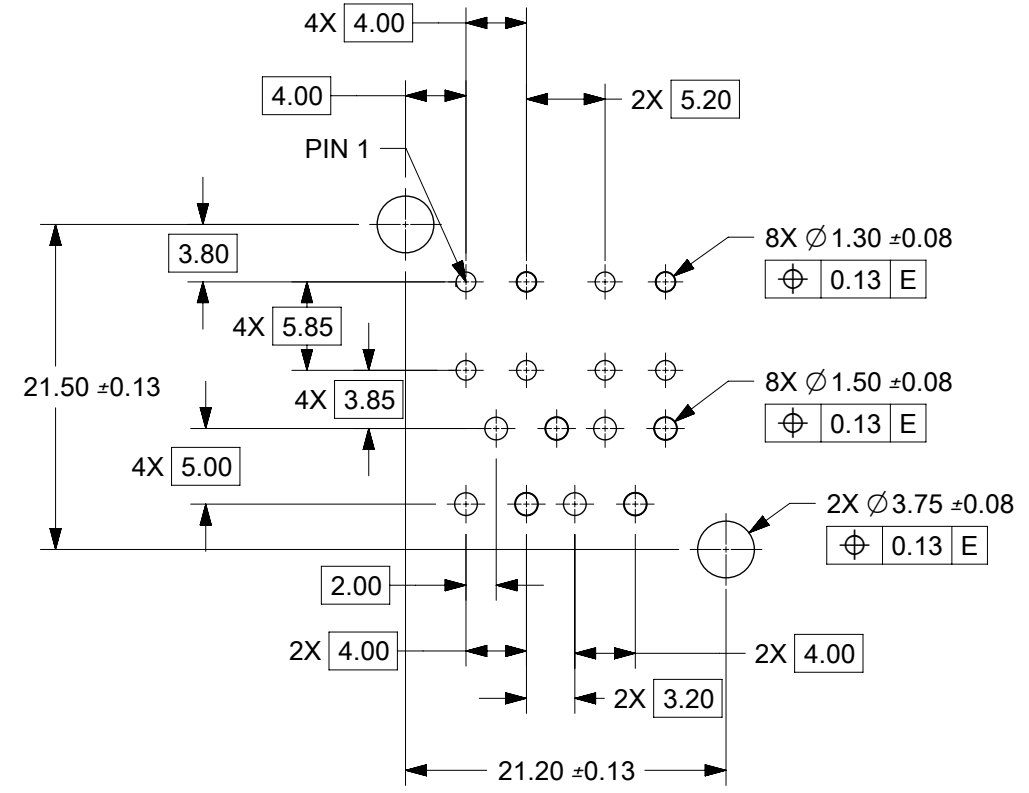 4X 4.00
4.00
2X 5.20
PIN 1
3.80
8X ∅1.30 ±0.08
⌖ 0.13 E
4X 5.85
21.50 ±0.13
4X 3.85
8X ∅1.50 ±0.08
⌖ 0.13 E
4X 5.00
2X ∅3.75 ±0.08
⌖ 0.13 E
2.00
2X 4.00
2X 4.00
2X 3.20
21.20 ±0.13